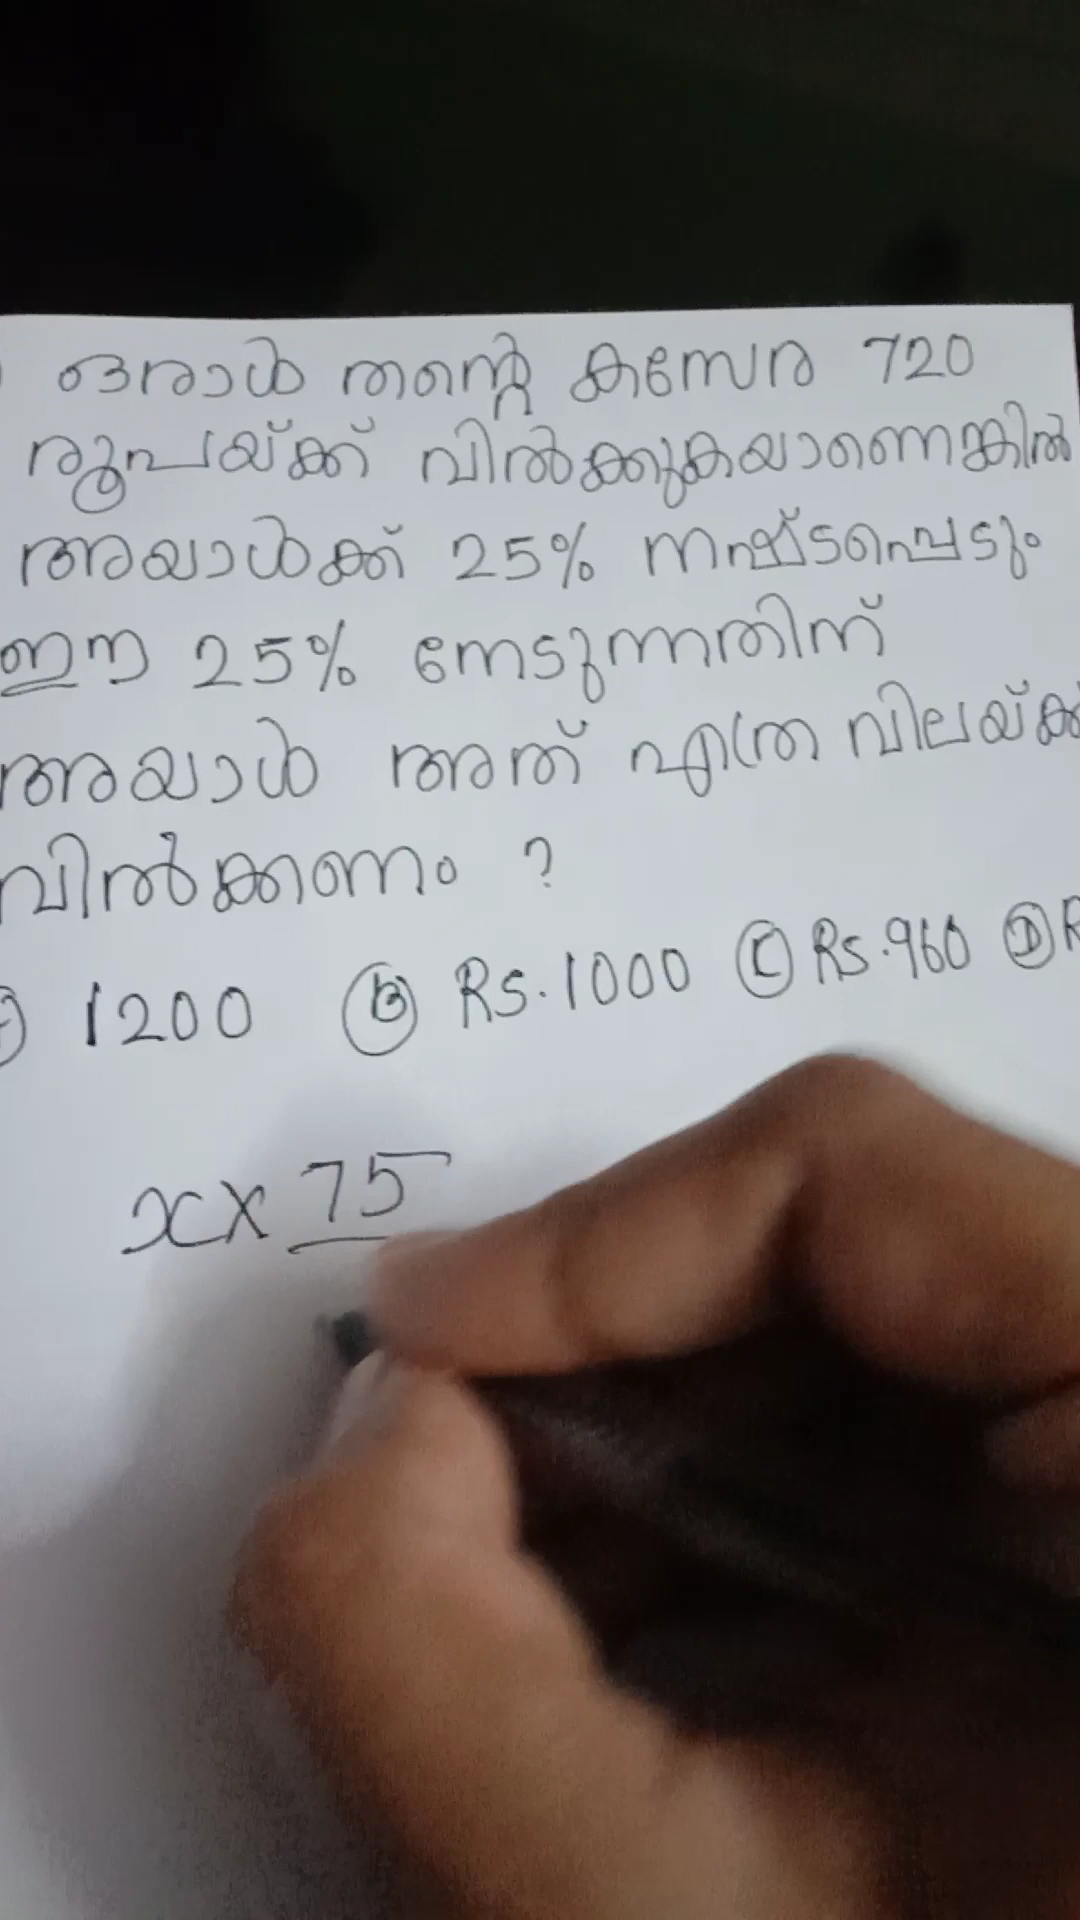 ഒരാൾ തന്റെ കസേര 720
രൂപയ്ക്ക് വിൽക്കുകയാണെങ്കിൽ
അയാൾക്ക് 25% നഷ്ടപ്പെടും
ഈ 25% നേടുന്നതിന്
അയാൾ അത് എത്ര വിലയ്ക്ക്
വിൽക്കണം ?
1200 Ⓑ Rs.1000 Ⓒ Rs.960 Ⓓ R
x× 75